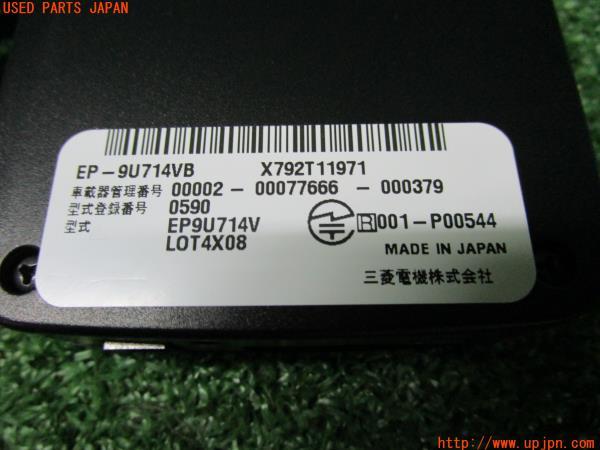 USED PARTS JAPAN
EP-9U714VB X792T11971
車載器管理番号 00002-00077666-000379
型式登録番号 0590
型式 EP9U714V
R 001-P00544
LOT4X08
MADE IN JAPAN
三菱電機株式会社
http://www.upjpn.com